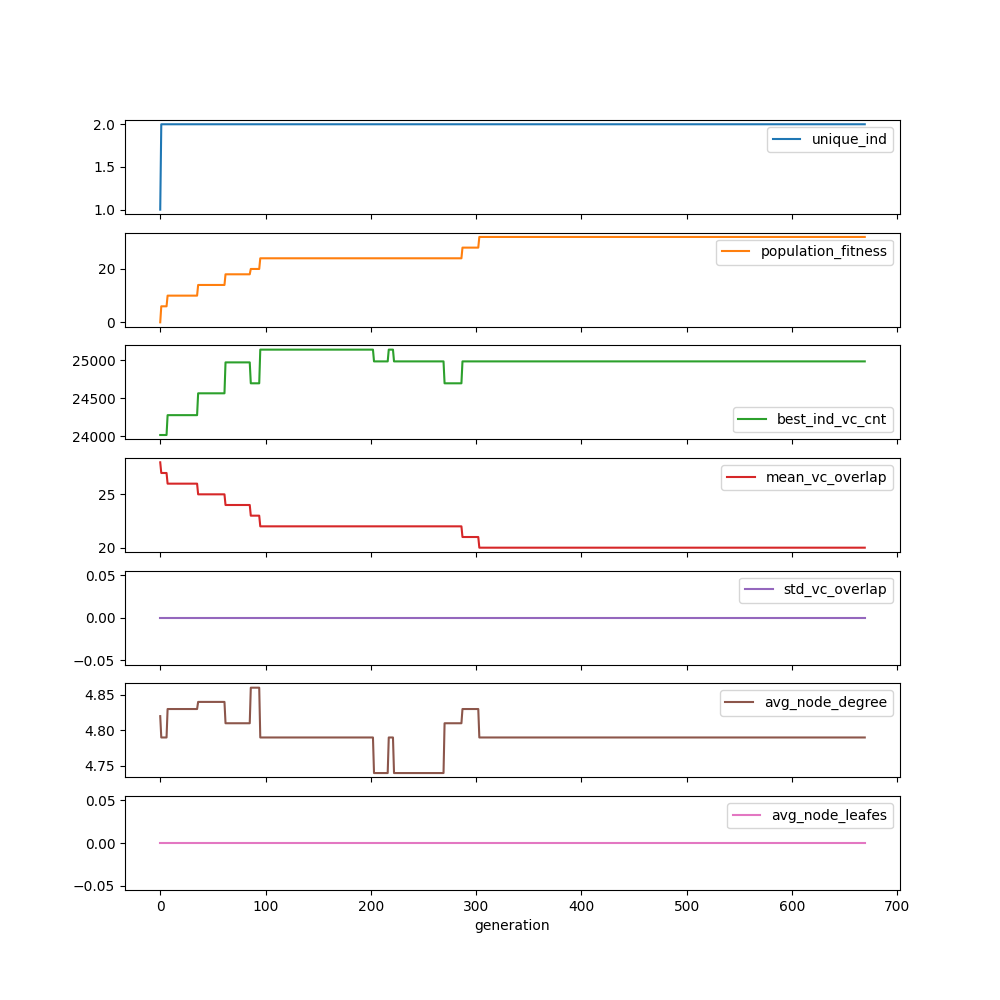 2.0
1.5
1.0
unique_ind
20
0
population_fitness
25000
24500
24000
best_ind_vc_cnt
25
20
mean_vc_overlap
0.05
0.00
−0.05
std_vc_overlap
4.85
4.80
4.75
avg_node_degree
0.05
0.00
−0.05
avg_node_leafes
0 100 200 300 400 500 600 700
generation